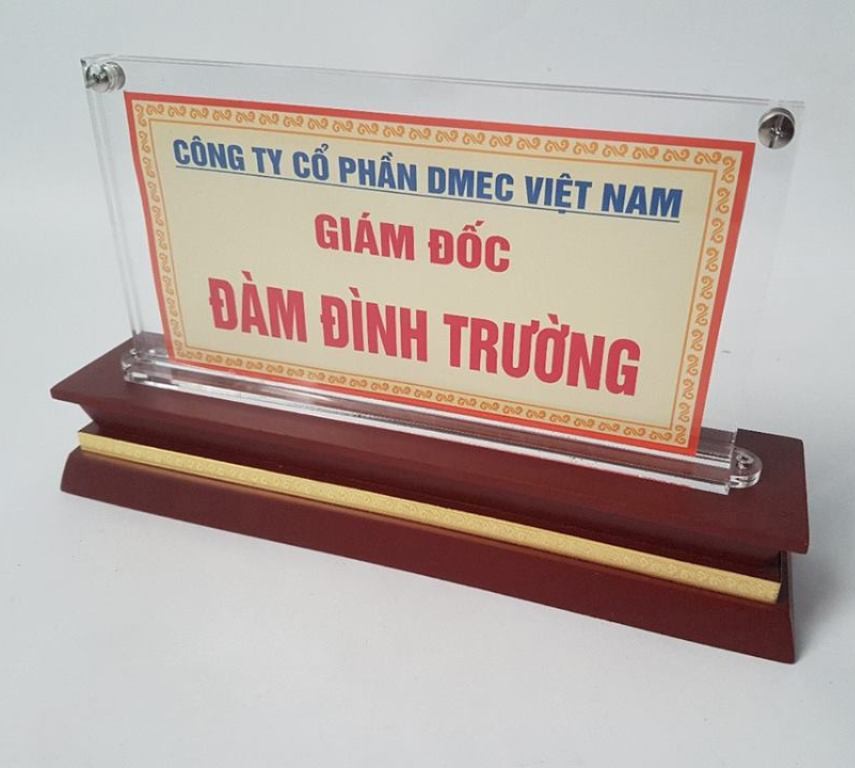 CÔNG TY CỔ PHẦN DMEC VIỆT NAM
GIÁM ĐỐC
ĐÀM ĐÌNH TRƯỜNG